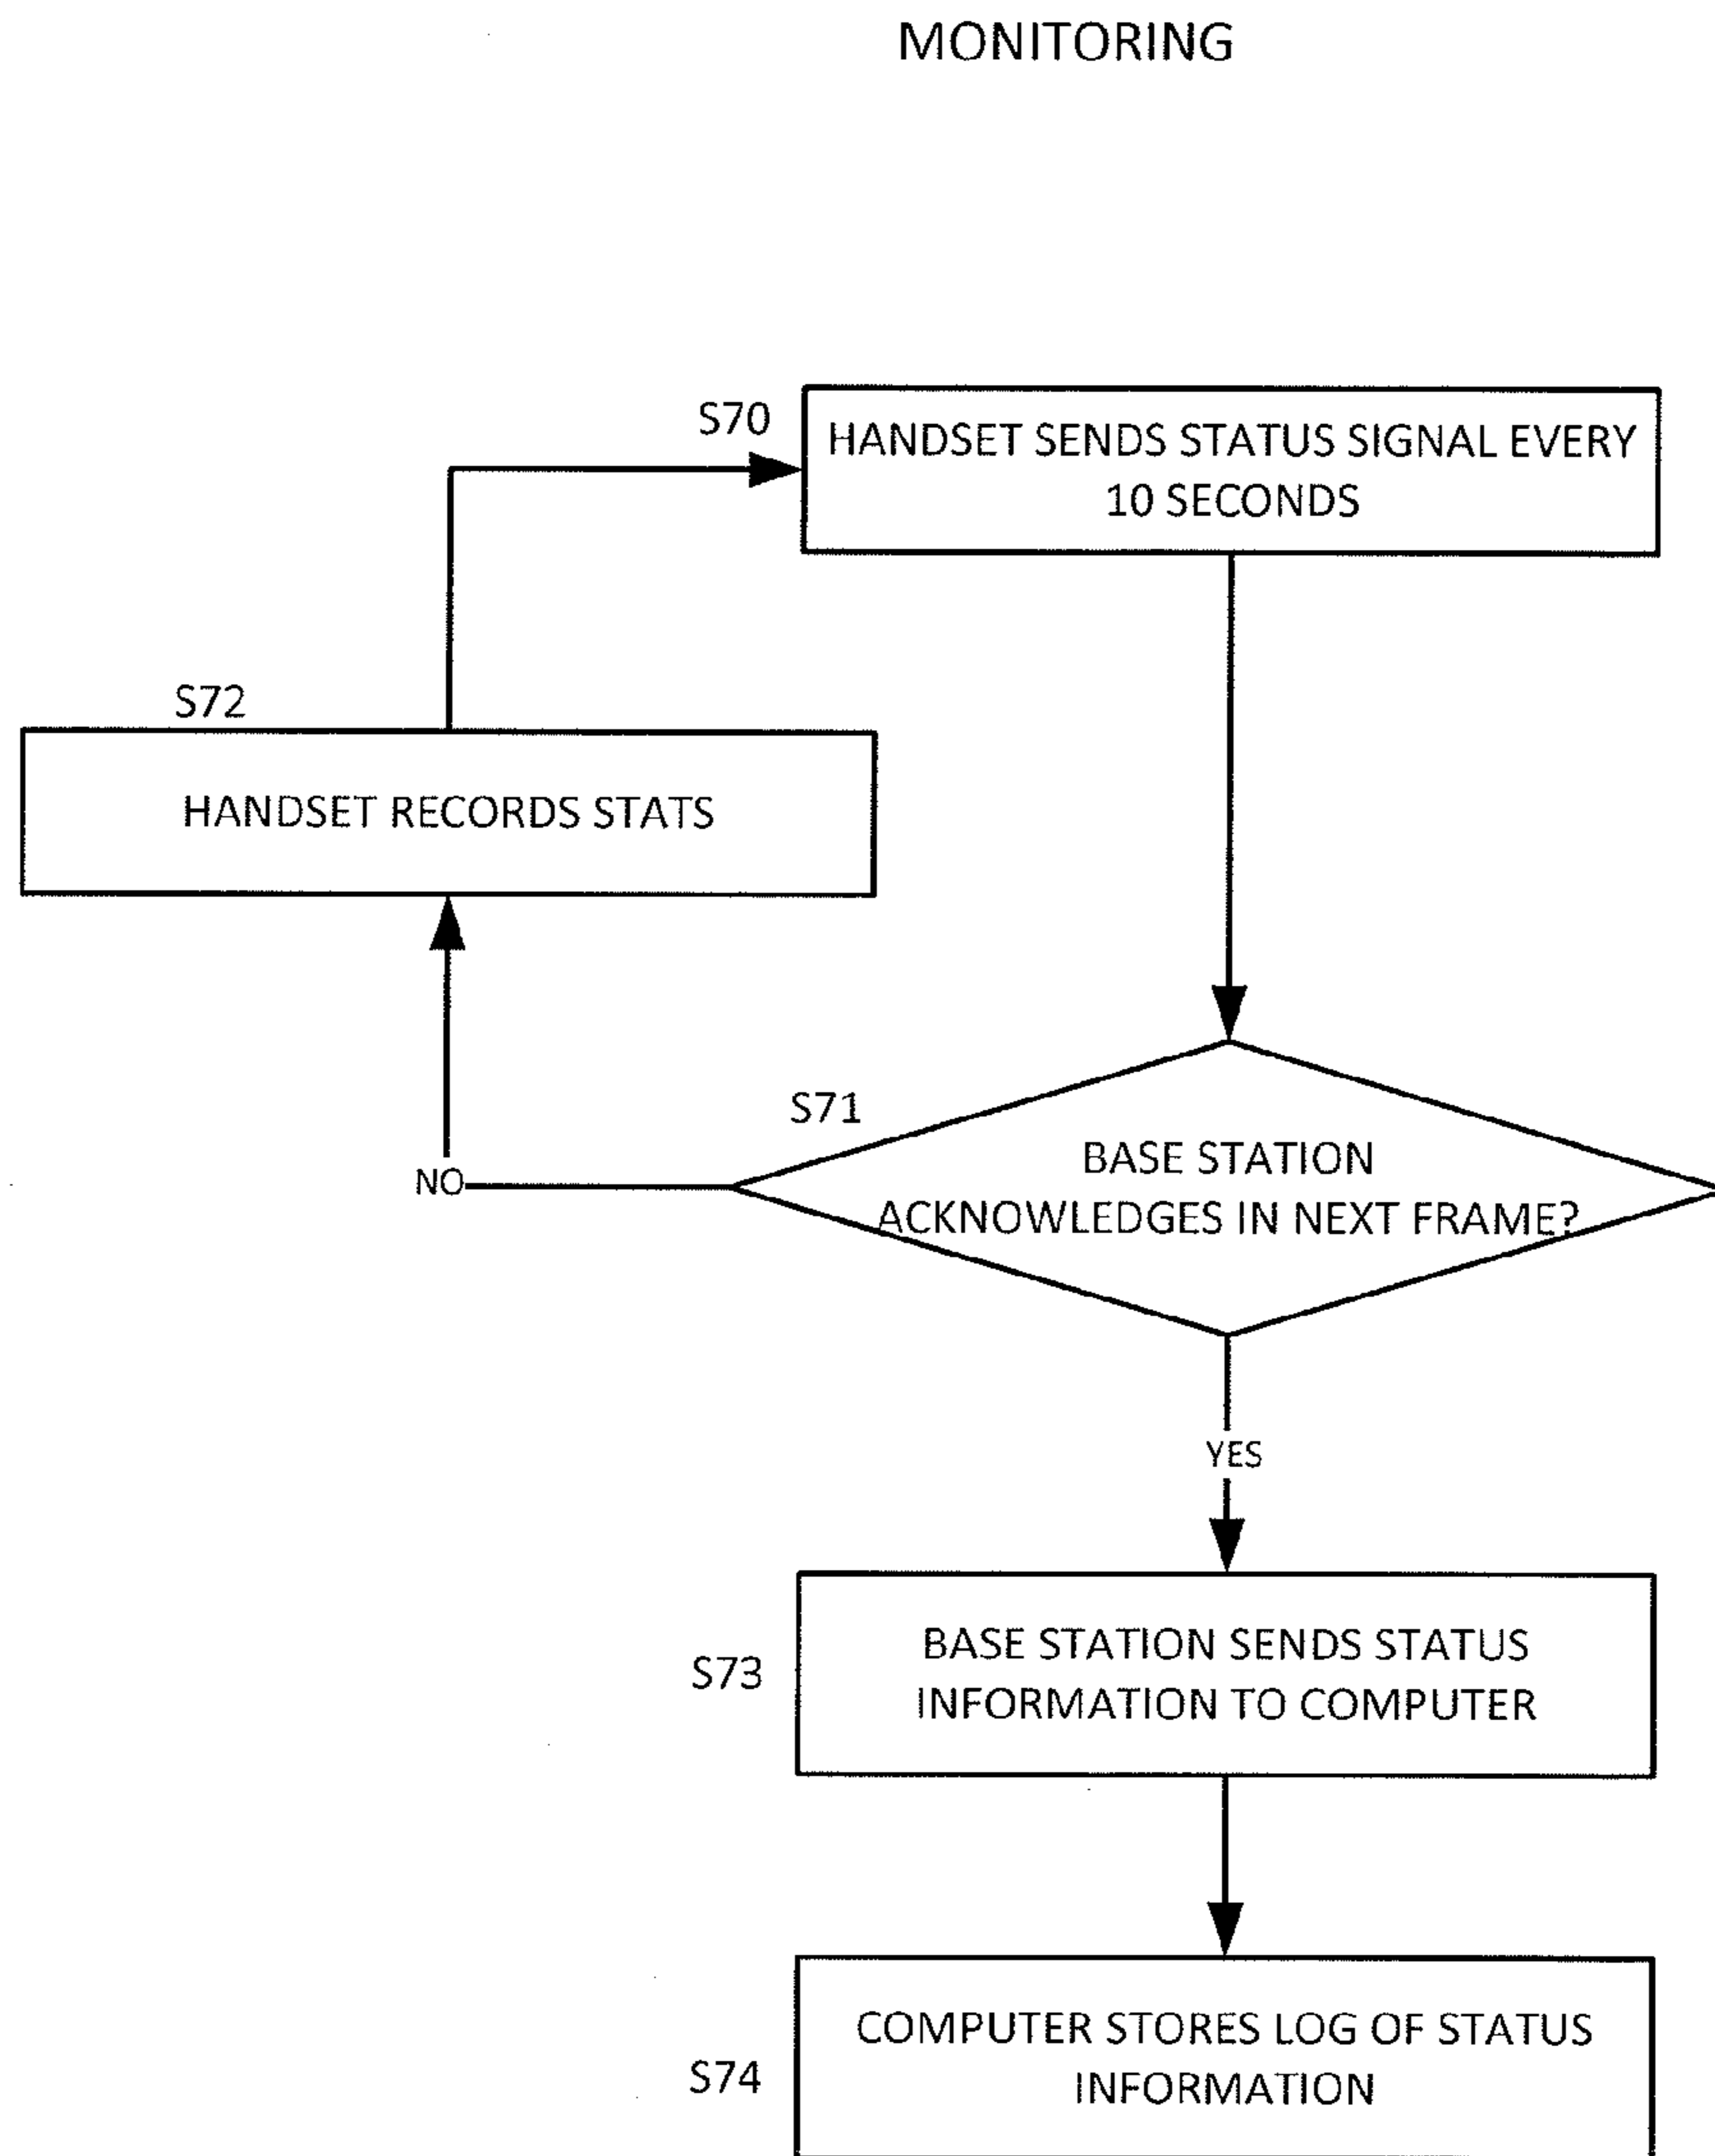 MONITORING
S70
HANDSET SENDS STATUS SIGNAL EVERY
10 SECONDS
S72
HANDSET RECORDS STATS
S71
BASE STATION
ACKNOWLEDGES IN NEXT FRAME?
NO
YES
S73
BASE STATION SENDS STATUS
INFORMATION TO COMPUTER
S74
COMPUTER STORES LOG OF STATUS
INFORMATION